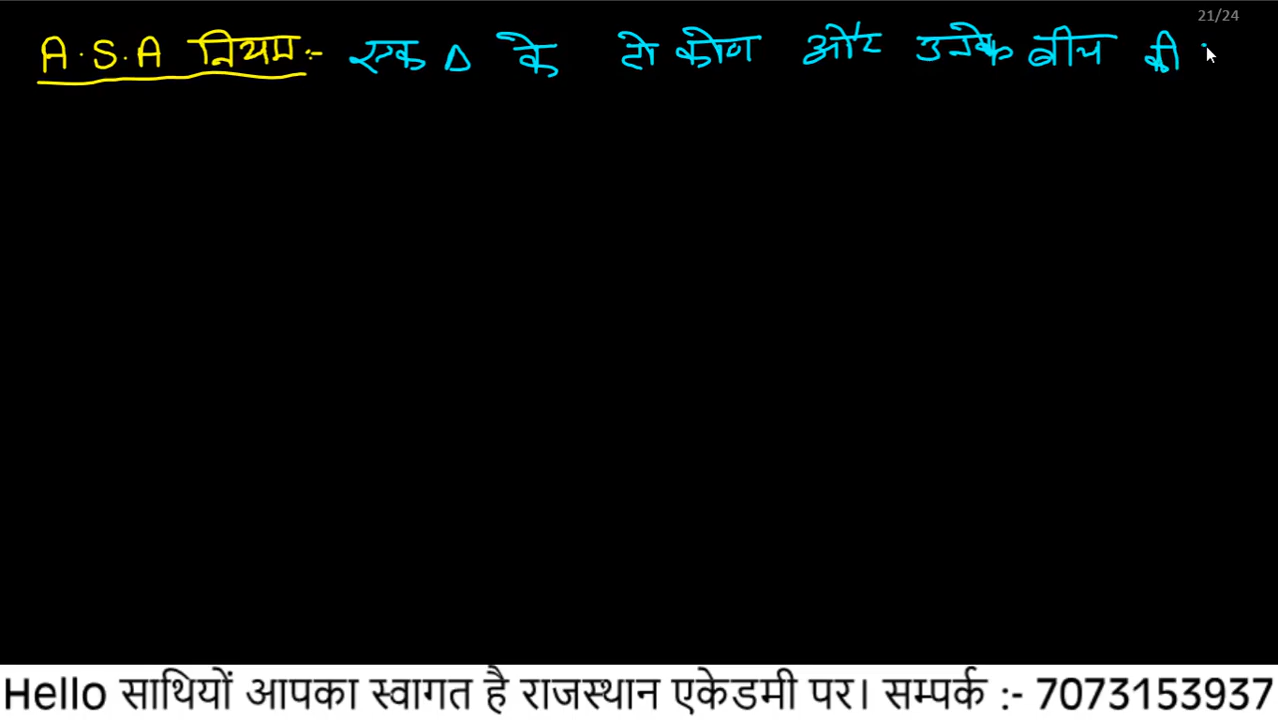 21/24
A.S.A नियम:- एक Δ के दो कोण और उनके बीच की
Hello साथियों आपका स्वागत है राजस्थान एकेडमी पर। सम्पर्क :- 7073153937